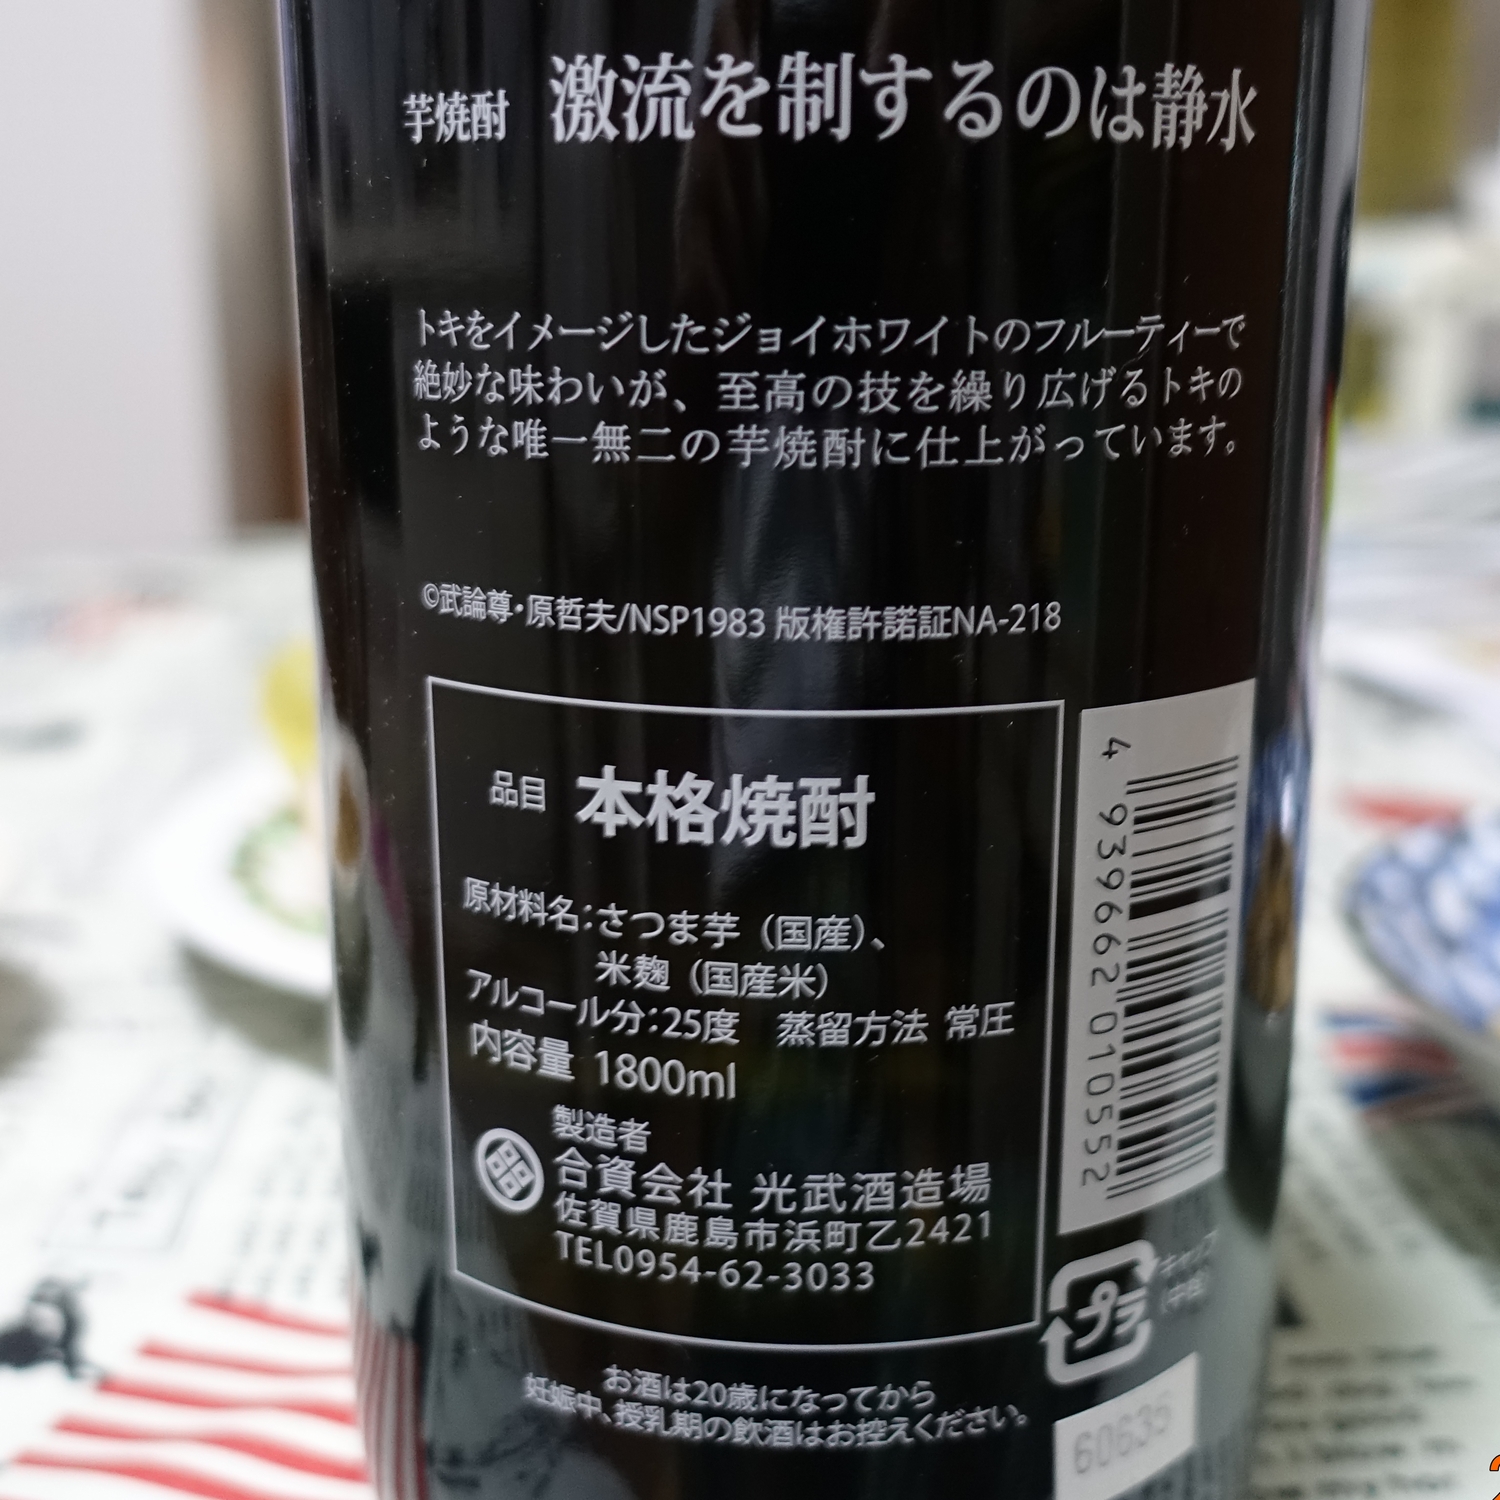 芋焼酎 激流を制するのは静水
トキをイメージしたジョイホワイトのフルーティーで
絶妙な味わいが、至高の技を繰り広げるトキの
ような唯一無二の芋焼酎に仕上がっています。
©武論尊・原哲夫/NSP1983 版権許諾証NA-218
品目 本格焼酎
原材料名：さつま芋（国産）、
米麹（国産米）
アルコール分：25度 蒸留方法 常圧
内容量 1800ml
製造者
合資会社 光武酒造場
佐賀県鹿島市浜町乙2421
TEL0954-62-3033
お酒は20歳になってから
妊娠中、授乳期の飲酒はお控えください。
4 939662 010552
プラ
キャップ
60635